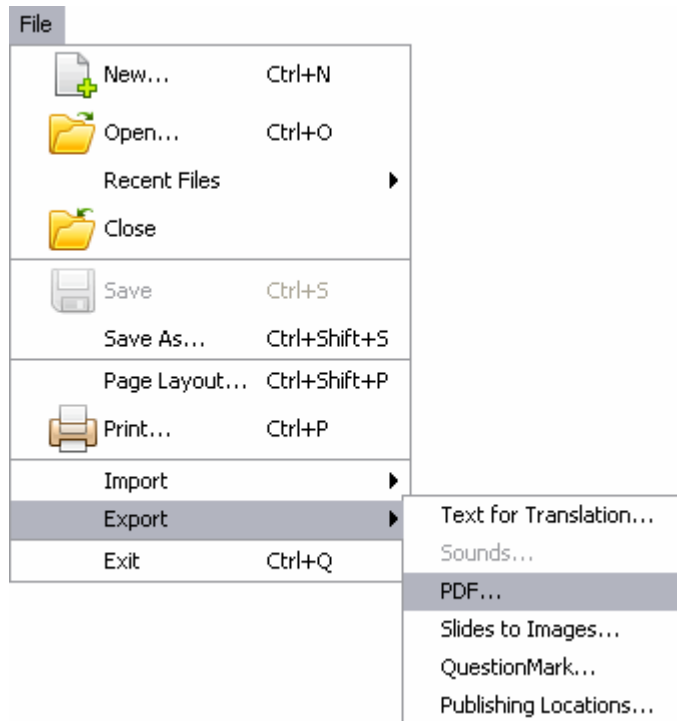 File
New... Ctrl+N
Open... Ctrl+O
Recent Files
Close
Save Ctrl+S
Save As... Ctrl+Shift+S
Page Layout... Ctrl+Shift+P
Print... Ctrl+P
Import
Export
Exit Ctrl+Q
Text for Translation...
Sounds...
PDF...
Slides to Images...
QuestionMark...
Publishing Locations...